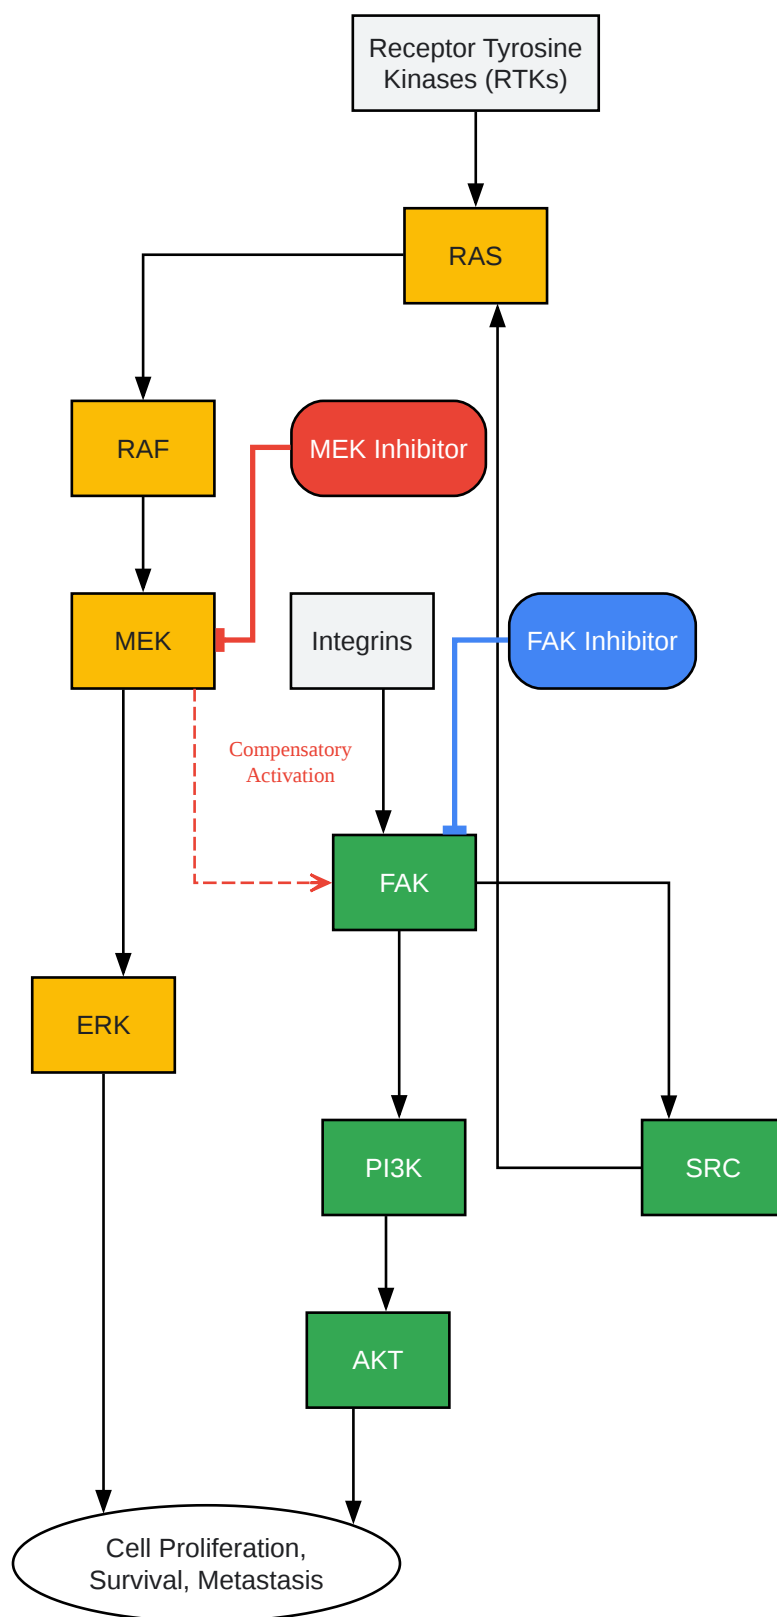 Receptor Tyrosine
Kinases (RTKs)
RAS
RAF
MEK Inhibitor
MEK
Integrins
FAK Inhibitor
Compensatory
Activation
FAK
ERK
PI3K
SRC
AKT
Cell Proliferation,
Survival, Metastasis